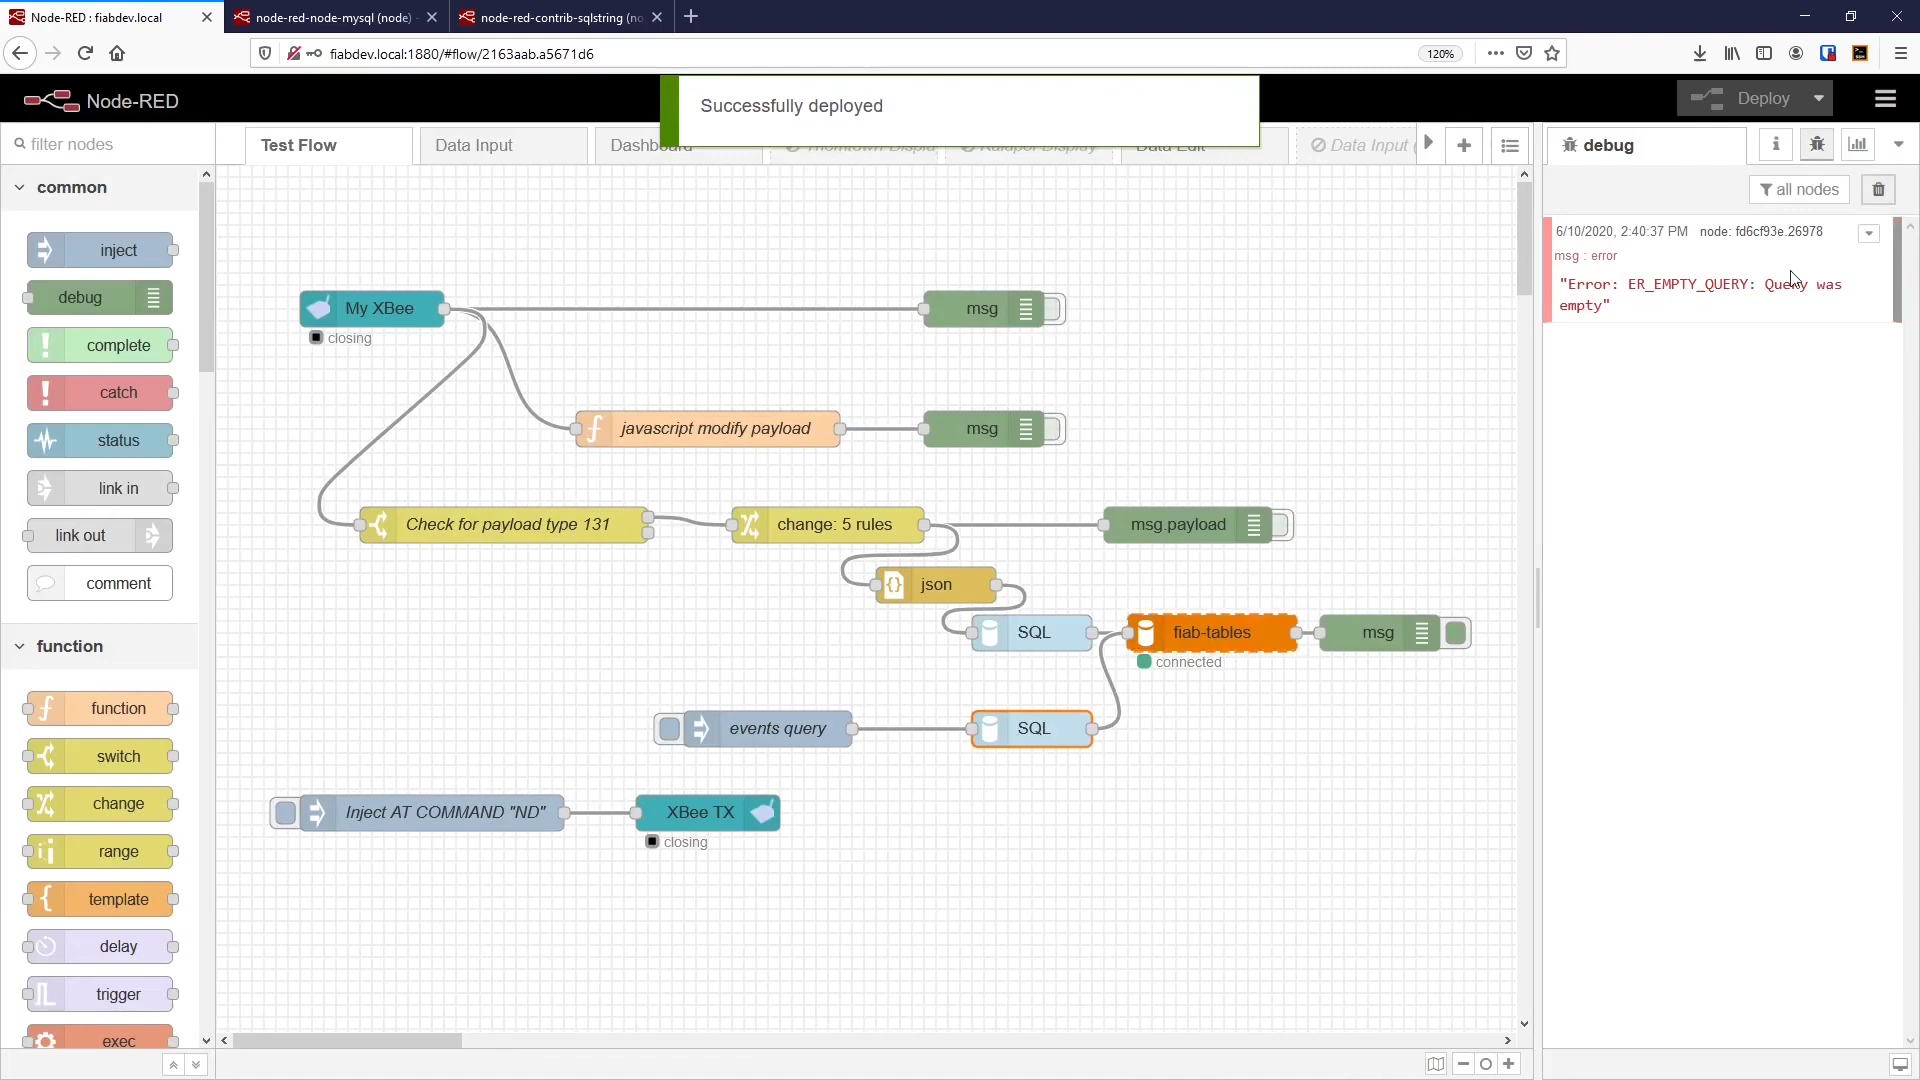 Node-RED : fiabdev.local
node-red-node-mysql (node)
node-red-contrib-sqlstring (no
fiabdev.local:1880/#flow/2163aab.a5671d6
120%
Node-RED
Successfully deployed
Deploy
filter nodes
Test Flow
Data Input
Dashboard
Data Edit
Data Input (
debug
all nodes
common
inject
debug
complete
catch
status
link in
link out
comment
function
function
switch
change
range
template
delay
trigger
exec
My XBee
closing
msg
javascript modify payload
msg
Check for payload type 131
change: 5 rules
msg.payload
json
SQL
fiab-tables
connected
msg
events query
SQL
Inject AT COMMAND "ND"
XBee TX
closing
6/10/2020, 2:40:37 PM node: fd6cf93e.26978
msg : error
"Error: ER_EMPTY_QUERY: Query was
empty"